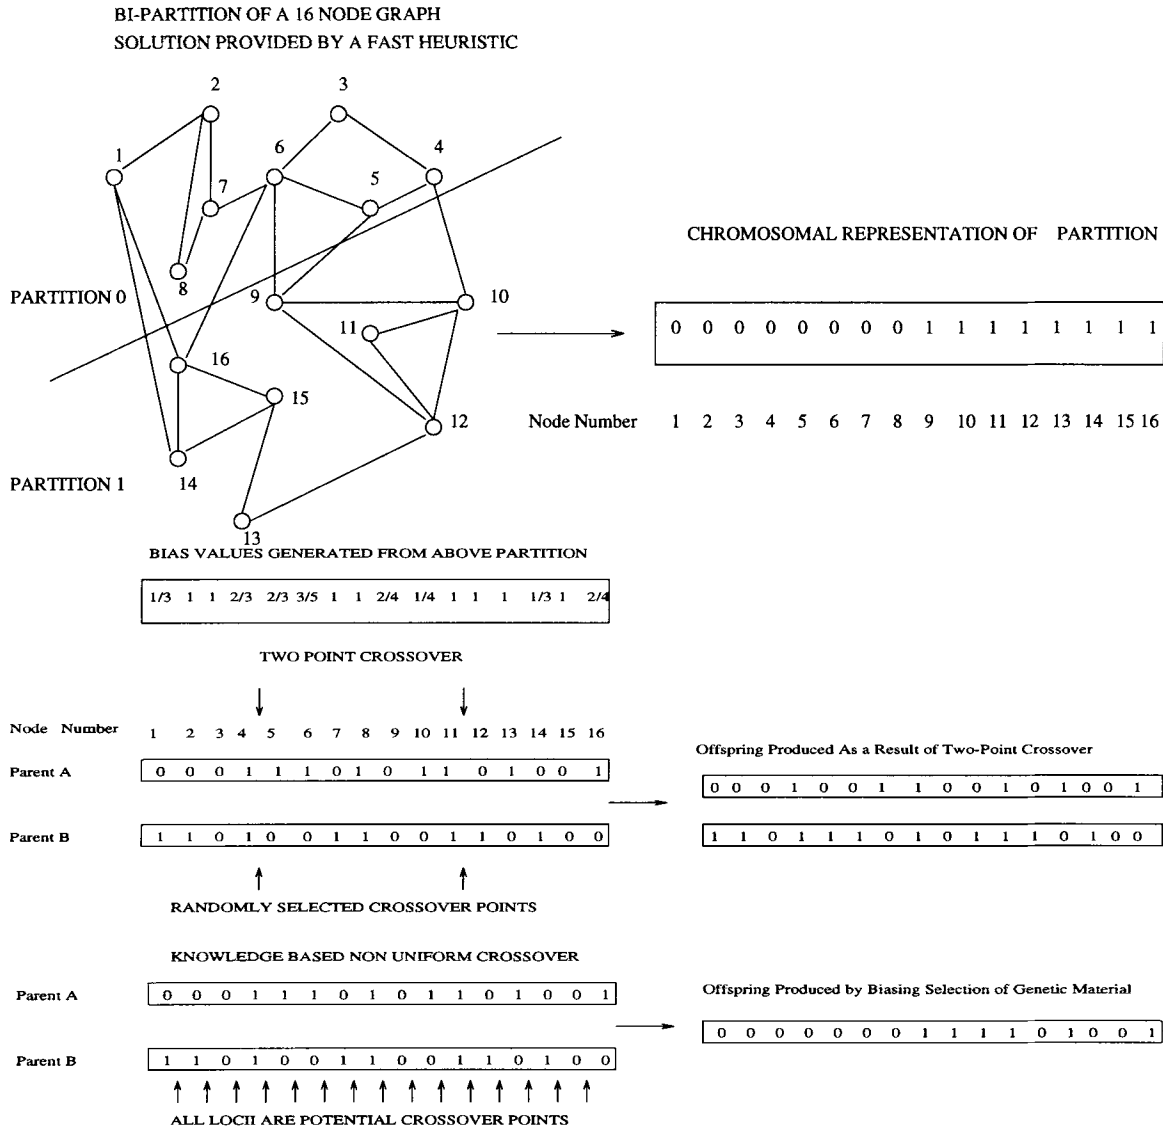 BI-PARTITION OF A 16 NODE GRAPH
SOLUTION PROVIDED BY A FAST HEURISTIC
2
3
1
6
4
7
5
8
PARTITION 0
9
10
11
16
15
12
PARTITION 1
14
13
CHROMOSOMAL REPRESENTATION OF PARTITION
0 0 0 0 0 0 0 0 1 1 1 1 1 1 1 1
Node Number 1 2 3 4 5 6 7 8 9 10 11 12 13 14 15 16
BIAS VALUES GENERATED FROM ABOVE PARTITION
1/3 1 1 2/3 2/3 3/5 1 1 2/4 1/4 1 1 1 1/3 1 2/4
TWO POINT CROSSOVER
Node Number 1 2 3 4 5 6 7 8 9 10 11 12 13 14 15 16
Parent A 0 0 0 1 1 1 0 1 0 1 1 0 1 0 0 1
Parent B 1 1 0 1 0 0 1 1 0 0 1 1 0 1 0 0
RANDOMLY SELECTED CROSSOVER POINTS
Offspring Produced As a Result of Two-Point Crossover
0 0 0 1 0 0 1 1 0 0 1 0 1 0 0 1
1 1 0 1 1 1 0 1 0 1 1 1 0 1 0 0
KNOWLEDGE BASED NON UNIFORM CROSSOVER
Parent A 0 0 0 1 1 1 0 1 0 1 1 0 1 0 0 1
Parent B 1 1 0 1 0 0 1 1 0 0 1 1 0 1 0 0
ALL LOCII ARE POTENTIAL CROSSOVER POINTS
Offspring Produced by Biasing Selection of Genetic Material
0 0 0 0 0 0 0 1 1 1 1 0 1 0 0 1